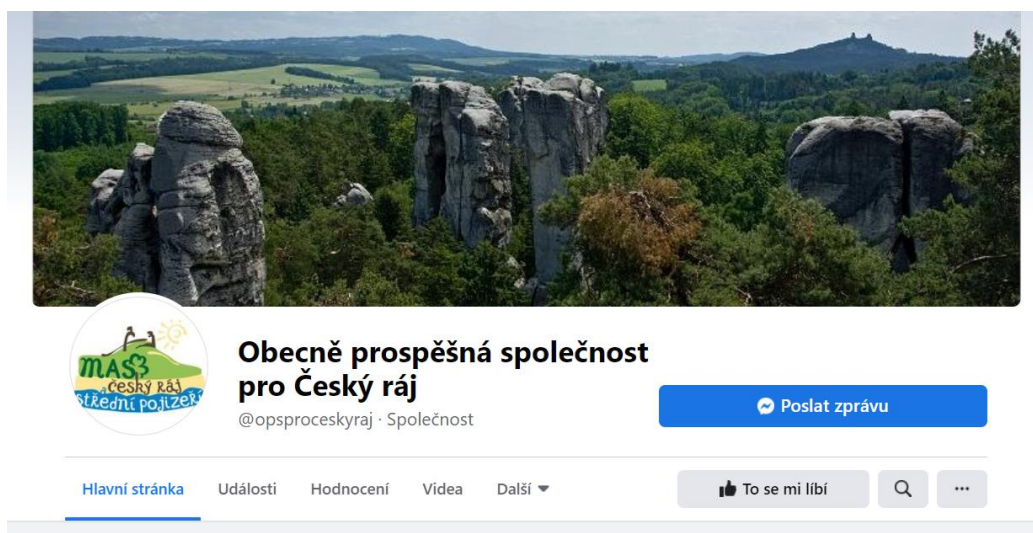 MAS
český ráj
střední pojizeří
Obecně prospěšná společnost
pro Český ráj
@opsproceskyraj · Společnost
Poslat zprávu
Hlavní stránka Události Hodnocení Videa Další To se mi líbí ...